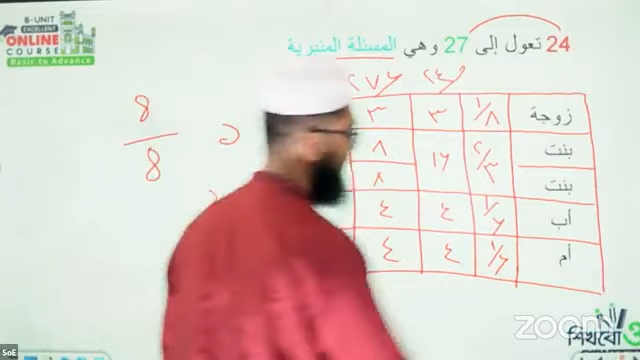 B-UNIT
EXCELLENT
ONLINE
COURSE
Basic to Advance
24 تعول إلى 27 وهي المسئلة المنبرية
٢٧ ٢٤
زوجة ١/٨ ٣ ٣
بنت ٢/٣ ١٦ ٨
بنت ٨
أب ١/٦ ٤ ٤
أم ١/٦ ٤ ٤
8
8
zoom
শিখবো
SoE